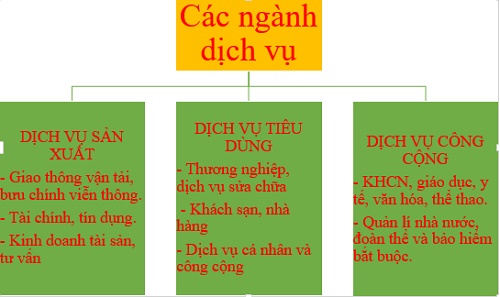 Các ngành
dịch vụ
DỊCH VỤ SẢN
XUẤT
- Giao thông vận tải,
bưu chính viễn thông.
- Tài chính, tín dụng.
- Kinh doanh tài sản,
tư vấn
DỊCH VỤ TIÊU
DÙNG
- Thương nghiệp,
dịch vụ sửa chữa
- Khách sạn, nhà
hàng
- Dịch vụ cá nhân và
công cộng
DỊCH VỤ CÔNG
CỘNG
- KHCN, giáo dục, y
tế, văn hóa, thể thao.
- Quản lí nhà nước,
đoàn thể và bảo hiểm
bắt buộc.